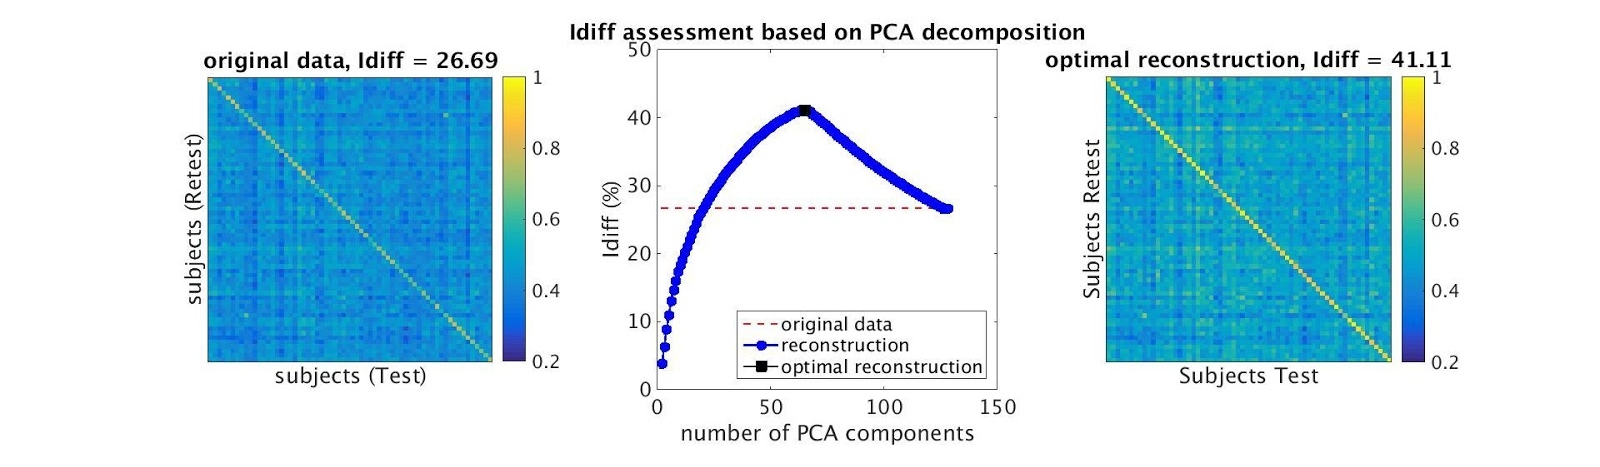 original data, Idiff = 26.69
subjects (Retest)
subjects (Test)
1
0.8
0.6
0.4
0.2
Idiff assessment based on PCA decomposition
50
40
30
20
10
0
Idiff (%)
original data
reconstruction
optimal reconstruction
0 50 100 150
number of PCA components
optimal reconstruction, Idiff = 41.11
Subjects Retest
Subjects Test
1
0.8
0.6
0.4
0.2